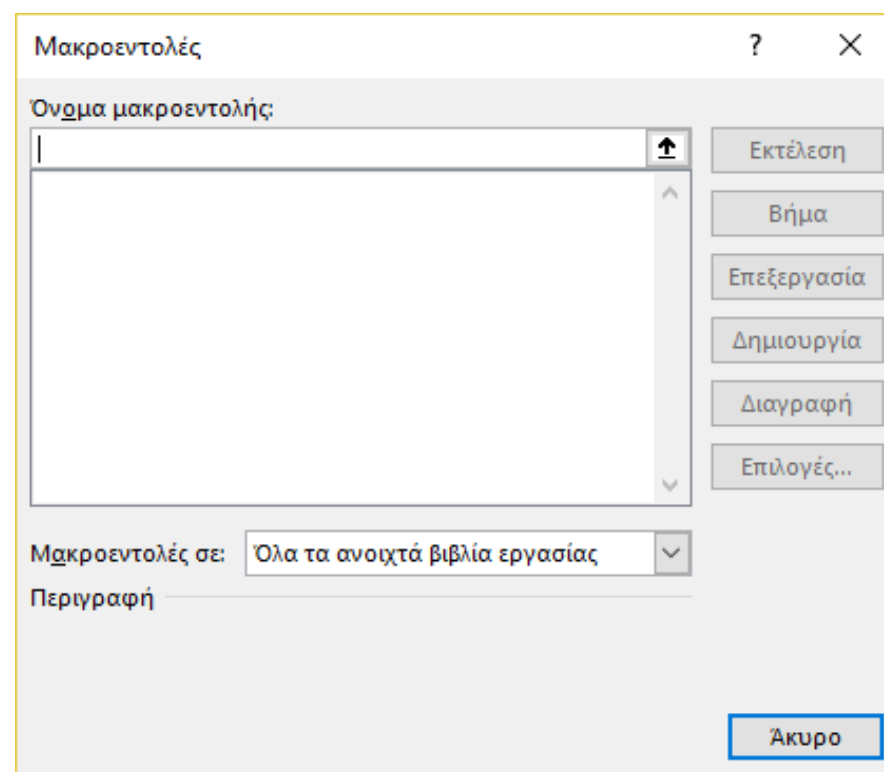 Μακροεντολές
Όνομα μακροεντολής:
Εκτέλεση
Βήμα
Επεξεργασία
Δημιουργία
Διαγραφή
Επιλογές...
Μακροεντολές σε: Όλα τα ανοιχτά βιβλία εργασίας
Περιγραφή
Άκυρο